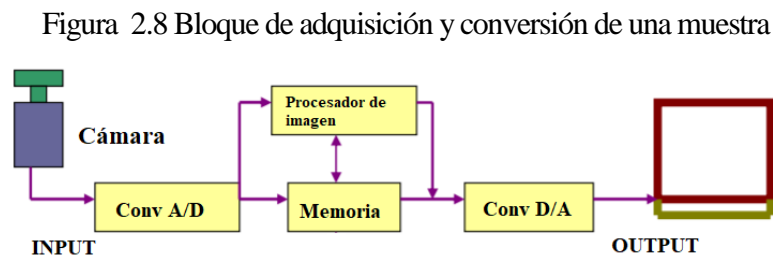 Figura 2.8 Bloque de adquisición y conversión de una muestra
Procesador de
imagen
Cámara
Conv A/D
Memoria
Conv D/A
INPUT
OUTPUT